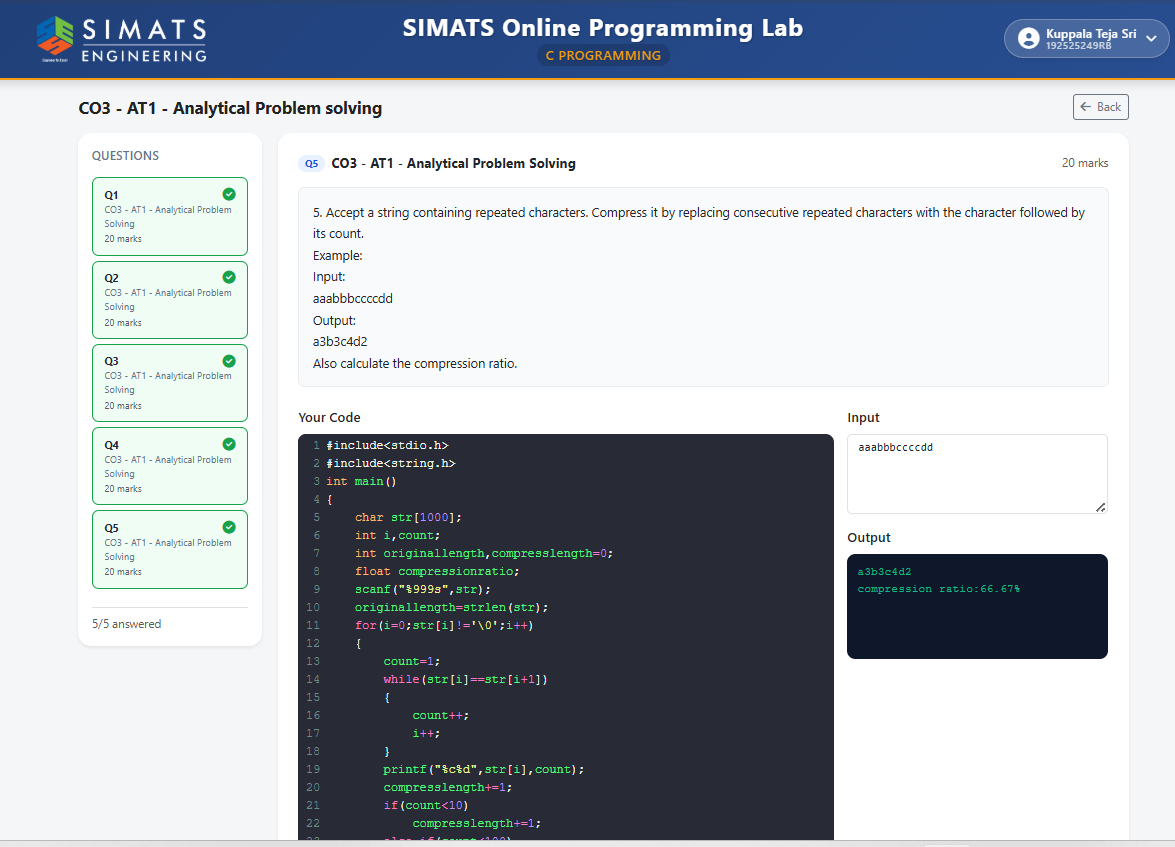 SIMATS
ENGINEERING
SIMATS Online Programming Lab
C PROGRAMMING
Kuppala Teja Sri
192525249RB
CO3 - AT1 - Analytical Problem solving
← Back
QUESTIONS
Q1
CO3 - AT1 - Analytical Problem
Solving
20 marks
Q2
CO3 - AT1 - Analytical Problem
Solving
20 marks
Q3
CO3 - AT1 - Analytical Problem
Solving
20 marks
Q4
CO3 - AT1 - Analytical Problem
Solving
20 marks
Q5
CO3 - AT1 - Analytical Problem
Solving
20 marks
5/5 answered
Q5 CO3 - AT1 - Analytical Problem Solving
20 marks
5. Accept a string containing repeated characters. Compress it by replacing consecutive repeated characters with the character followed by
its count.
Example:
Input:
aaabbbccccdd
Output:
a3b3c4d2
Also calculate the compression ratio.
Your Code
1 #include<stdio.h>
2 #include<string.h>
3 int main()
4 {
5     char str[1000];
6     int i,count;
7     int originallength,compresslength=0;
8     float compressionratio;
9     scanf("%999s",str);
10     originallength=strlen(str);
11     for(i=0;str[i]!='\0';i++)
12     {
13         count=1;
14         while(str[i]==str[i+1])
15         {
16             count++;
17             i++;
18         }
19         printf("%c%d",str[i],count);
20         compresslength+=1;
21         if(count<10)
22             compresslength+=1;
Input
aaabbbccccdd
Output
a3b3c4d2
compression ratio:66.67%